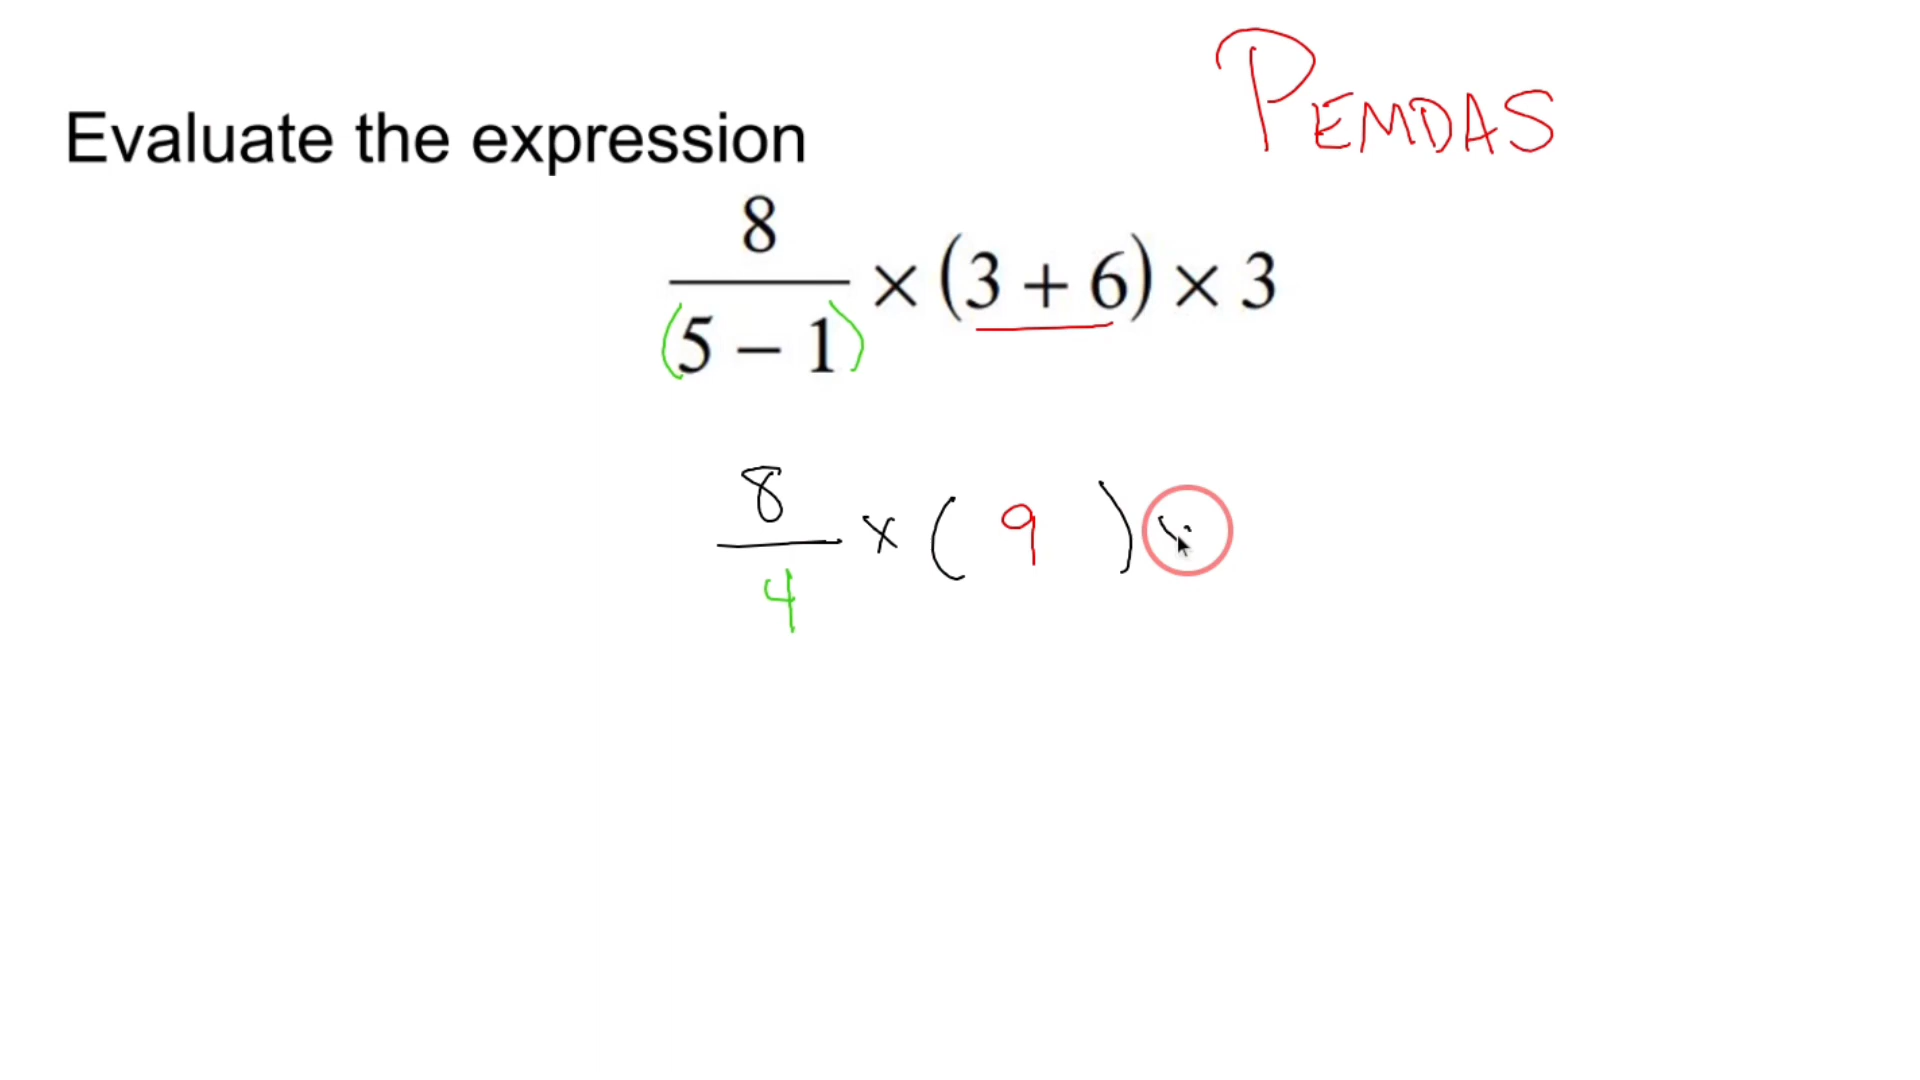 PEMDAS
Evaluate the expression
8
(5 − 1)
× (3 + 6) × 3
8
4
× ( 9 )